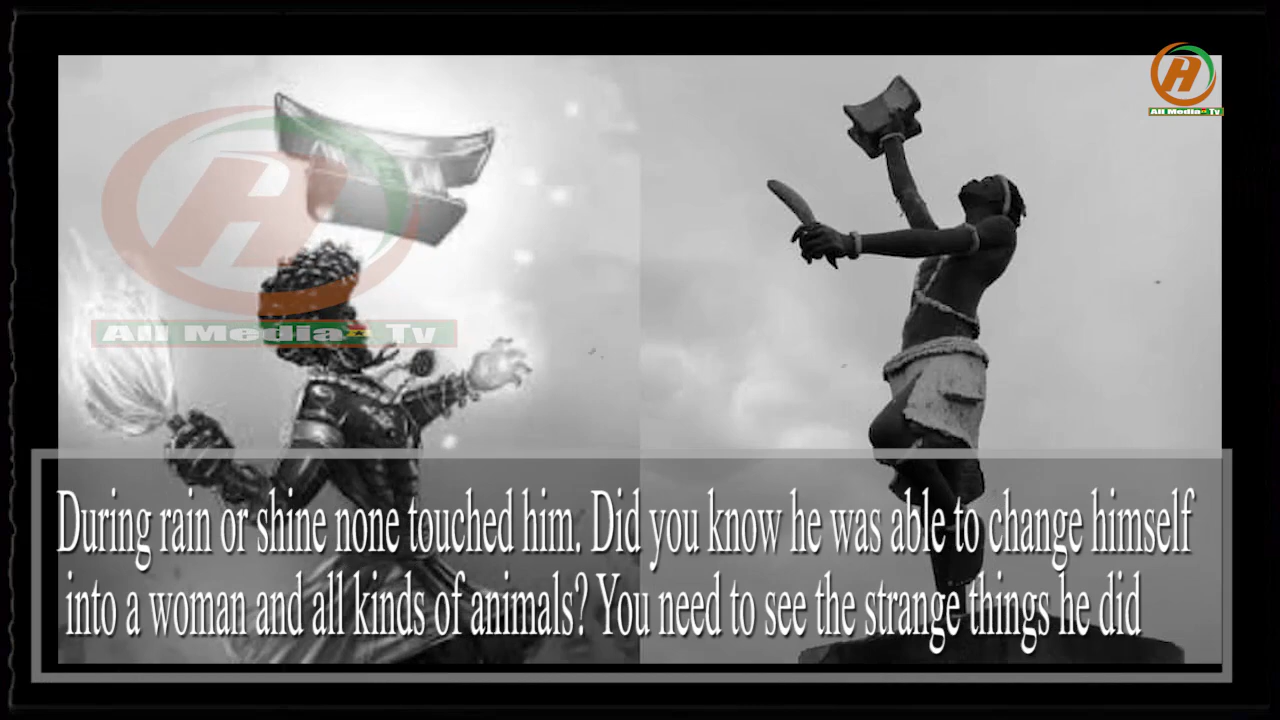 All Media Tv
All Media Tv
During rain or shine none touched him. Did you know he was able to change himself
into a woman and all kinds of animals? You need to see the strange things he did